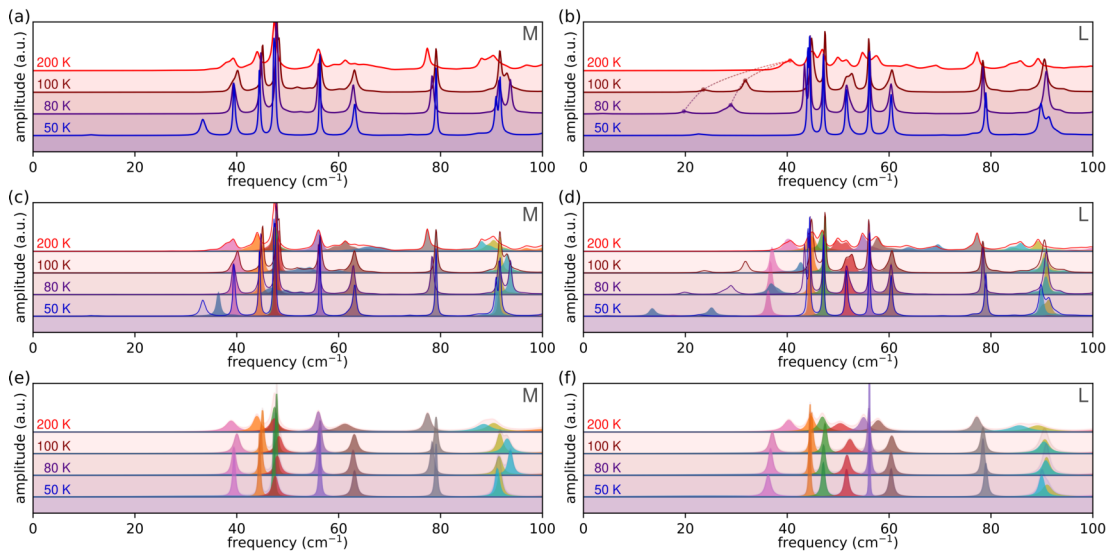 (a)
M
amplitude (a.u.)
200 K
100 K
80 K
50 K
0 20 40 60 80 100
frequency (cm⁻¹)
(b)
L
amplitude (a.u.)
200 K
100 K
80 K
50 K
0 20 40 60 80 100
frequency (cm⁻¹)
(c)
M
amplitude (a.u.)
200 K
100 K
80 K
50 K
0 20 40 60 80 100
frequency (cm⁻¹)
(d)
L
amplitude (a.u.)
200 K
100 K
80 K
50 K
0 20 40 60 80 100
frequency (cm⁻¹)
(e)
M
amplitude (a.u.)
200 K
100 K
80 K
50 K
0 20 40 60 80 100
frequency (cm⁻¹)
(f)
L
amplitude (a.u.)
200 K
100 K
80 K
50 K
0 20 40 60 80 100
frequency (cm⁻¹)